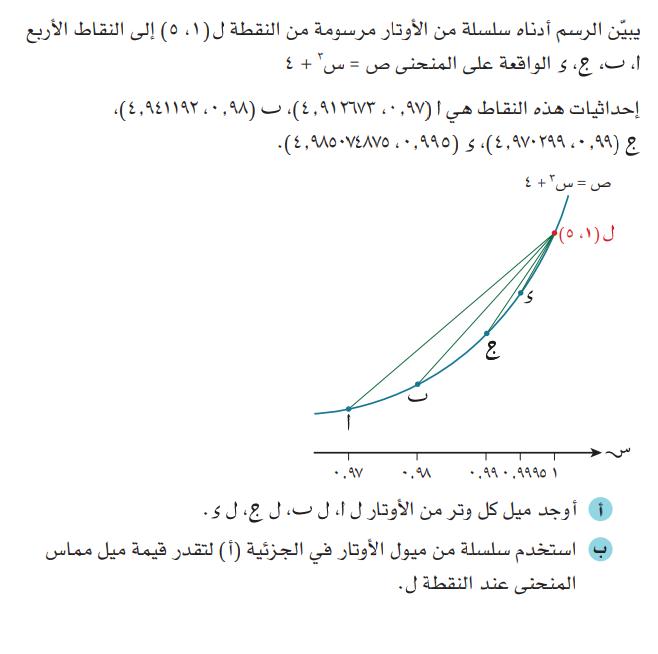 يبيّن الرسم أدناه سلسلة من الأوتار مرسومة من النقطة ل(١، ٥) إلى النقاط الأربع
ا، ب، ج، ى الواقعة على المنحنى ص = س٣ + ٤
إحداثيات هذه النقاط هي ا (٠,٩٧، ٤,٩١٢٦٧٣)، ب (٠,٩٨، ٤,٩٤١١٩٢)،
ج (٠,٩٩، ٤,٩٧٠٢٩٩)، ى (٠,٩٩٥، ٤,٩٨٥٠٧٤٨٧٥).
ص = س٣ + ٤
ل(١، ٥)
ى
ج
ب
ا
س
٠,٩٧ ٠,٩٨ ٠,٩٩ ٠,٩٩٩٥ ١
أ أوجد ميل كل وتر من الأوتار ل ا، ل ب، ل ج، ل ى.
ب استخدم سلسلة من ميول الأوتار في الجزئية (أ) لتقدر قيمة ميل مماس
المنحنى عند النقطة ل.